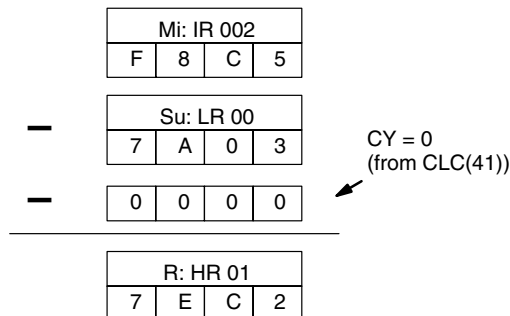 Mi: IR 002
F 8 C 5
– Su: LR 00
7 A 0 3
CY = 0
(from CLC(41))
– 0 0 0 0
R: HR 01
7 E C 2